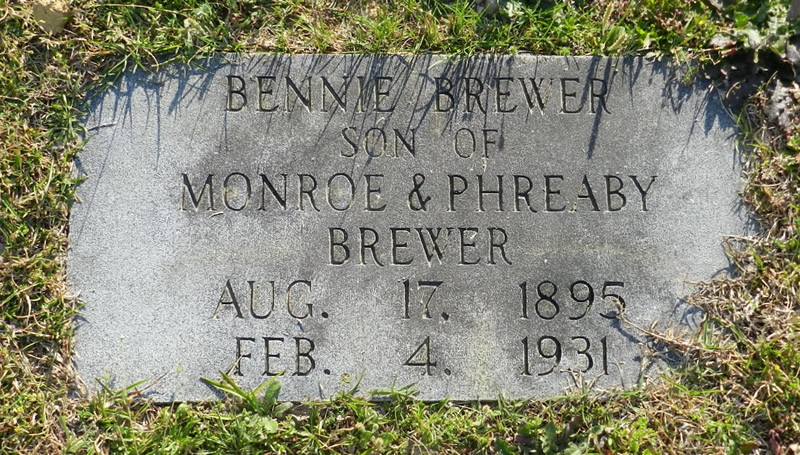 BENNIE BREWER
SON OF
MONROE & PHREABY
BREWER
AUG. 17. 1895
FEB. 4. 1931